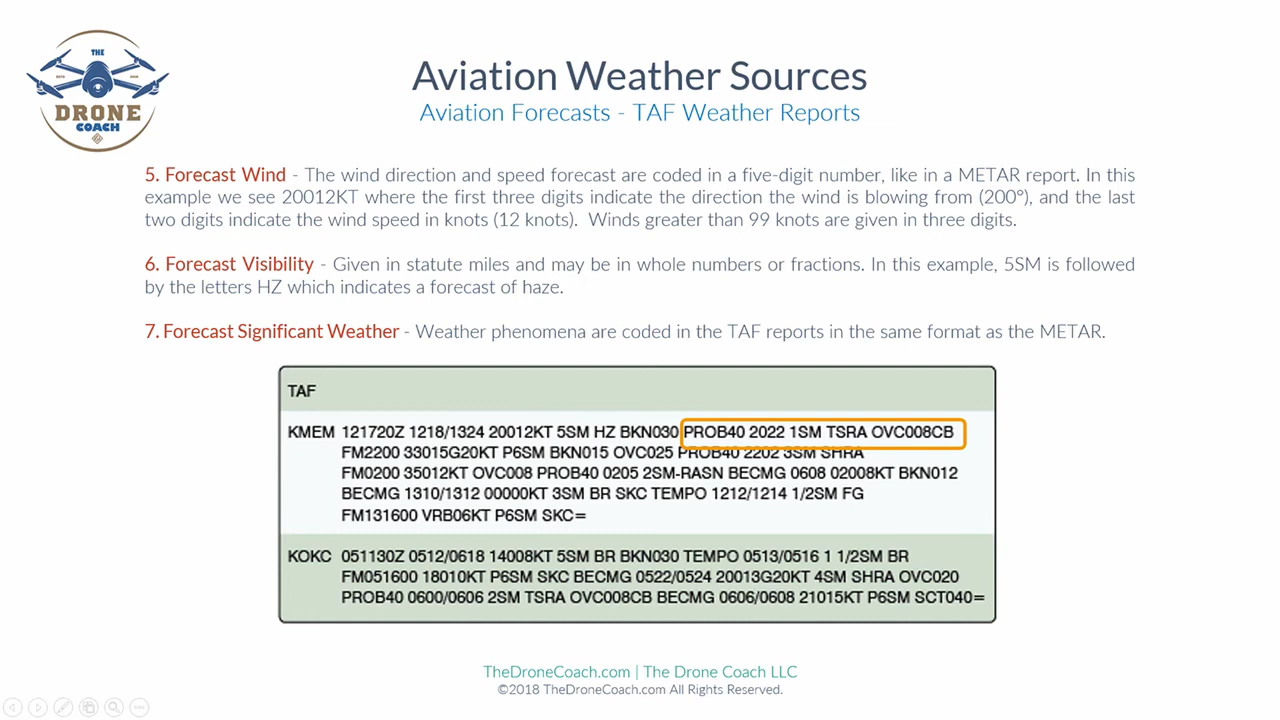 THE
DRONE
COACH
Aviation Weather Sources
Aviation Forecasts - TAF Weather Reports
5. Forecast Wind - The wind direction and speed forecast are coded in a five-digit number, like in a METAR report. In this
example we see 20012KT where the first three digits indicate the direction the wind is blowing from (200°), and the last
two digits indicate the wind speed in knots (12 knots). Winds greater than 99 knots are given in three digits.
6. Forecast Visibility - Given in statute miles and may be in whole numbers or fractions. In this example, 5SM is followed
by the letters HZ which indicates a forecast of haze.
7. Forecast Significant Weather - Weather phenomena are coded in the TAF reports in the same format as the METAR.
TAF
KMEM 121720Z 1218/1324 20012KT 5SM HZ BKN030 PROB40 2022 1SM TSRA OVC008CB
FM2200 33015G20KT P6SM BKN015 OVC025 PROB40 2202 3SM SHRA
FM0200 35012KT OVC008 PROB40 0205 2SM-RASN BECMG 0608 02008KT BKN012
BECMG 1310/1312 00000KT 3SM BR SKC TEMPO 1212/1214 1/2SM FG
FM131600 VRB06KT P6SM SKC=
KOKC 051130Z 0512/0618 14008KT 5SM BR BKN030 TEMPO 0513/0516 1 1/2SM BR
FM051600 18010KT P6SM SKC BECMG 0522/0524 20013G20KT 4SM SHRA OVC020
PROB40 0600/0606 2SM TSRA OVC008CB BECMG 0606/0608 21015KT P6SM SCT040=
TheDroneCoach.com | The Drone Coach LLC
©2018 TheDroneCoach.com All Rights Reserved.